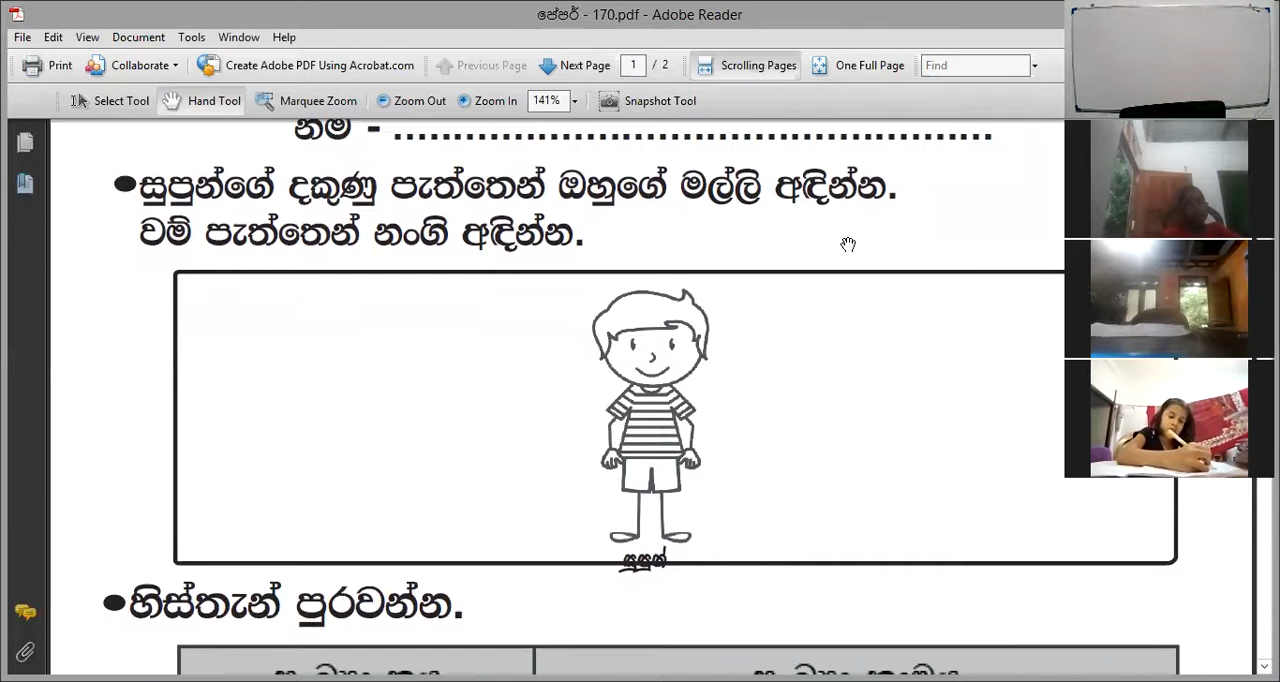 පේපර් - 170.pdf - Adobe Reader
File Edit View Document Tools Window Help
Print Collaborate Create Adobe PDF Using Acrobat.com Previous Page Next Page 1 / 2 Scrolling Pages One Full Page Find
Select Tool Hand Tool Marquee Zoom Zoom Out Zoom In 141% Snapshot Tool
නම - ..................................................
සුපුන්ගේ දකුණු පැත්තෙන් ඔහුගේ මල්ලි අඳින්න.
වම් පැත්තෙන් නංගි අඳින්න.
සුපුන්
හිස්තැන් පුරවන්න.